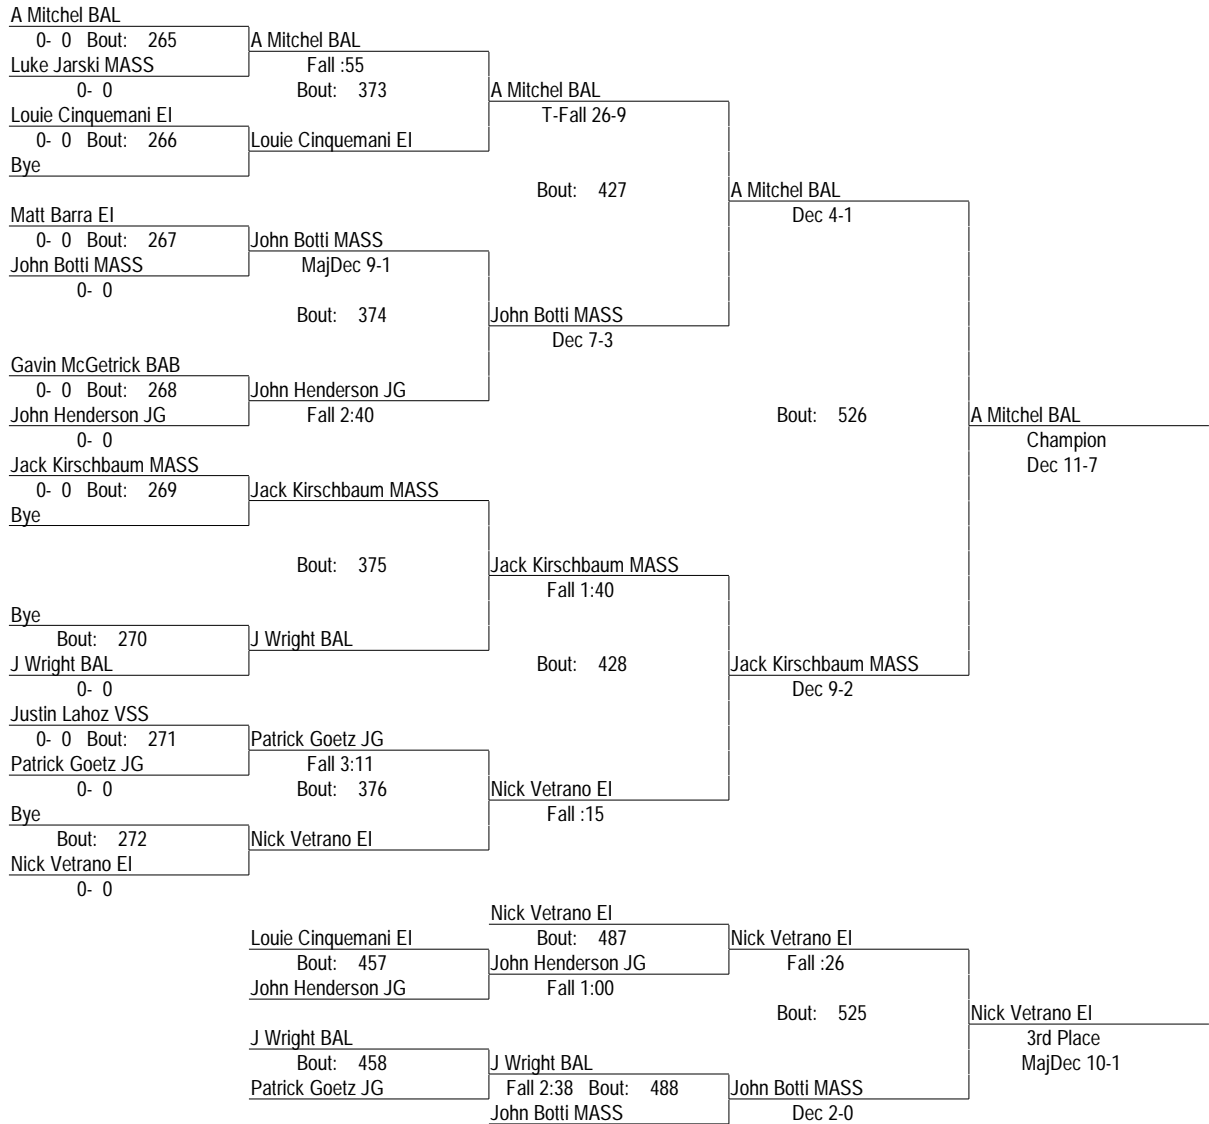 A Mitchel BAL
0- 0 Bout: 265 A Mitchel BAL
Luke Jarski MASS Fall :55
0- 0 Bout: 373 A Mitchel BAL
Louie Cinquemani EI T-Fall 26-9
0- 0 Bout: 266 Louie Cinquemani EI
Bye
Bout: 427 A Mitchel BAL
Matt Barra EI Dec 4-1
0- 0 Bout: 267 John Botti MASS
John Botti MASS MajDec 9-1
0- 0
Bout: 374 John Botti MASS
Dec 7-3
Gavin McGetrick BAB
0- 0 Bout: 268 John Henderson JG
John Henderson JG Fall 2:40 Bout: 526 A Mitchel BAL
0- 0 Champion
Jack Kirschbaum MASS Dec 11-7
0- 0 Bout: 269 Jack Kirschbaum MASS
Bye
Bout: 375 Jack Kirschbaum MASS
Fall 1:40
Bye
Bout: 270 J Wright BAL
J Wright BAL Bout: 428 Jack Kirschbaum MASS
0- 0 Dec 9-2
Justin Lahoz VSS
0- 0 Bout: 271 Patrick Goetz JG
Patrick Goetz JG Fall 3:11
0- 0 Bout: 376 Nick Vetrano EI
Bye Fall :15
Bout: 272 Nick Vetrano EI
Nick Vetrano EI
0- 0
Nick Vetrano EI
Louie Cinquemani EI Bout: 487 Nick Vetrano EI
Bout: 457 John Henderson JG Fall :26
John Henderson JG Fall 1:00
Bout: 525 Nick Vetrano EI
J Wright BAL 3rd Place
Bout: 458 J Wright BAL MajDec 10-1
Patrick Goetz JG Fall 2:38 Bout: 488 John Botti MASS
John Botti MASS Dec 2-0